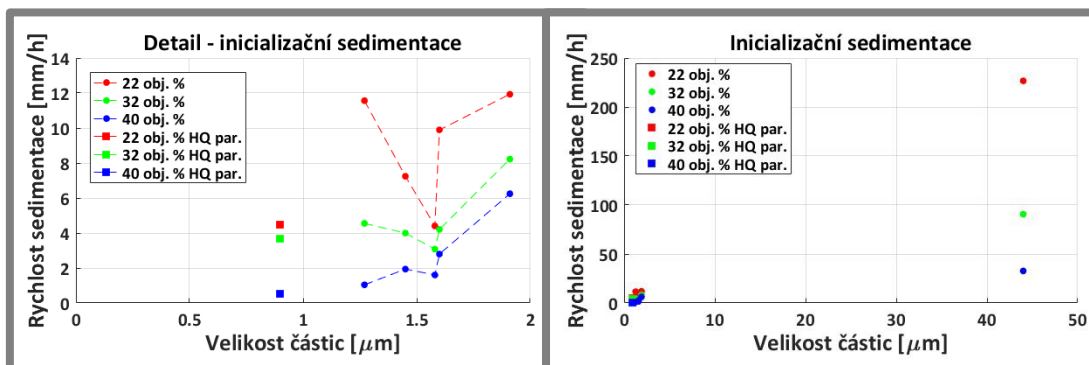 Detail - inicializační sedimentace
Rychlost sedimentace [mm/h]
14
12
10
8
6
4
2
0
22 obj. %
32 obj. %
40 obj. %
22 obj. % HQ par.
32 obj. % HQ par.
40 obj. % HQ par.
0 0.5 1 1.5 2
Velikost částic [μm]
Inicializační sedimentace
Rychlost sedimentace [mm/h]
250
200
150
100
50
0
22 obj. %
32 obj. %
40 obj. %
22 obj. % HQ par.
32 obj. % HQ par.
40 obj. % HQ par.
0 10 20 30 40 50
Velikost částic [μm]